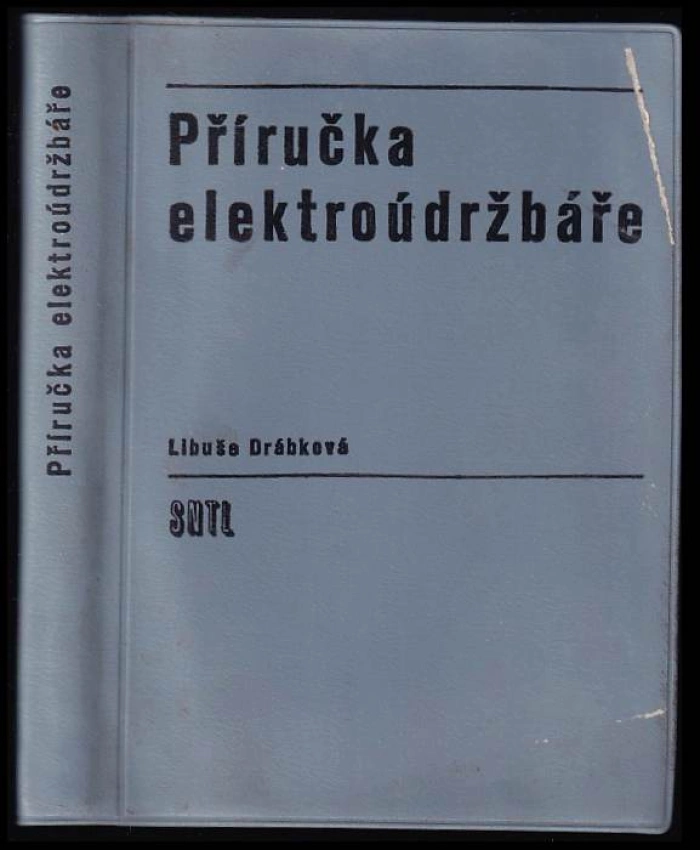 Příručka elektroúdržbáře
Příručka
elektroúdržbáře
Libuše Drábková
SNTL